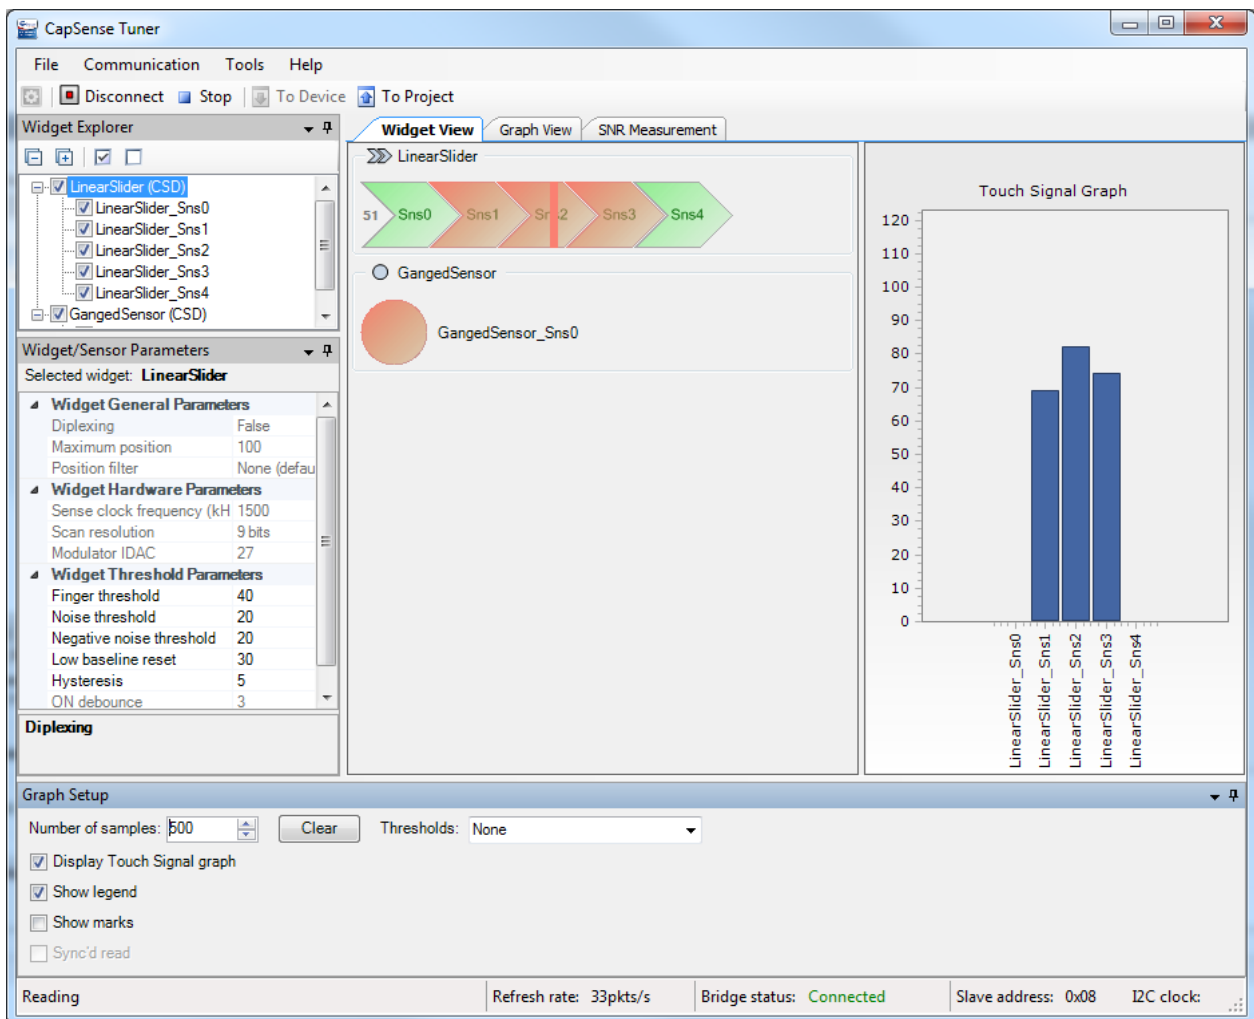 CapSense Tuner
File Communication Tools Help
Disconnect Stop To Device To Project
Widget Explorer
LinearSlider (CSD)
LinearSlider_Sns0
LinearSlider_Sns1
LinearSlider_Sns2
LinearSlider_Sns3
LinearSlider_Sns4
GangedSensor (CSD)
Widget/Sensor Parameters
Selected widget: LinearSlider
Widget General Parameters
Diplexing False
Maximum position 100
Position filter None (defau
Widget Hardware Parameters
Sense clock frequency (kH 1500
Scan resolution 9 bits
Modulator IDAC 27
Widget Threshold Parameters
Finger threshold 40
Noise threshold 20
Negative noise threshold 20
Low baseline reset 30
Hysteresis 5
ON debounce 3
Diplexing
Widget View Graph View SNR Measurement
LinearSlider
51 Sns0 Sns1 Sns2 Sns3 Sns4
GangedSensor
GangedSensor_Sns0
Touch Signal Graph
120
110
100
90
80
70
60
50
40
30
20
10
0
LinearSlider_Sns0
LinearSlider_Sns1
LinearSlider_Sns2
LinearSlider_Sns3
LinearSlider_Sns4
Graph Setup
Number of samples: 500 Clear Thresholds: None
Display Touch Signal graph
Show legend
Show marks
Sync'd read
Reading Refresh rate: 33pkts/s Bridge status: Connected Slave address: 0x08 I2C clock: